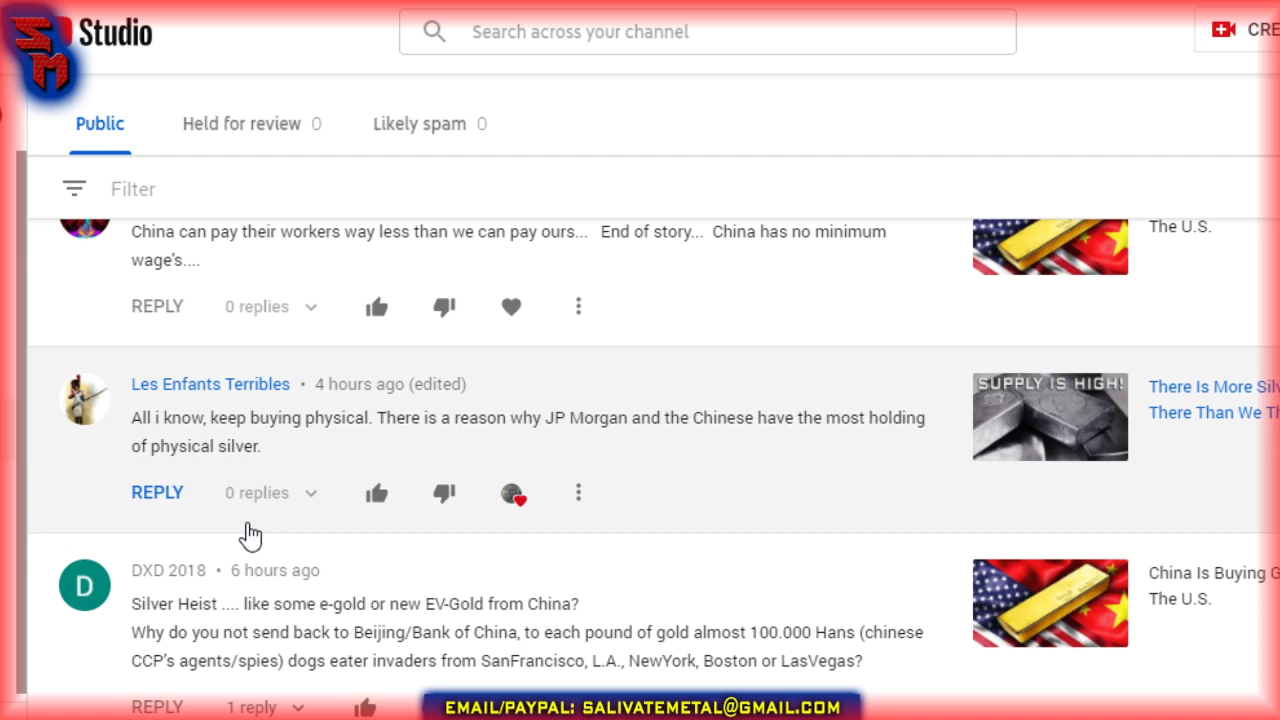 SM
Studio
Search across your channel
CRE
Public
Held for review 0
Likely spam 0
Filter
China can pay their workers way less than we can pay ours... End of story... China has no minimum
wage's....
The U.S.
REPLY
0 replies
Les Enfants Terribles • 4 hours ago (edited)
All i know, keep buying physical. There is a reason why JP Morgan and the Chinese have the most holding
of physical silver.
SUPPLY IS HIGH!
There Is More Silv
There Than We Th
REPLY
0 replies
D
DXD 2018 • 6 hours ago
Silver Heist .... like some e-gold or new EV-Gold from China?
Why do you not send back to Beijing/Bank of China, to each pound of gold almost 100.000 Hans (chinese
CCP's agents/spies) dogs eater invaders from SanFrancisco, L.A., NewYork, Boston or LasVegas?
China Is Buying G
The U.S.
REPLY
1 reply
EMAIL/PAYPAL: SALIVATEMETAL@GMAIL.COM